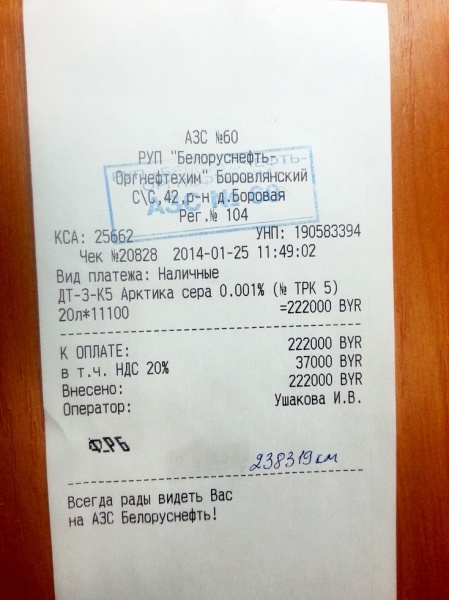 АЗС №60
РУП "Белоруснефть-
Оргнефтехим" Боровлянский
С\С,42,р-н д.Боровая
Рег.№ 104
АЗС № 60
КСА: 25662 УНП: 190583394
Чек №20828 2014-01-25 11:49:02
Вид платежа: Наличные
ДТ-З-К5 Арктика сера 0.001% (№ ТРК 5)
20л*11100 =222000 BYR
К ОПЛАТЕ: 222000 BYR
в т.ч. НДС 20% 37000 BYR
Внесено: 222000 BYR
Оператор: Ушакова И.В.
ФРБ
238319км
Всегда рады видеть Вас
на АЗС Белоруснефть!